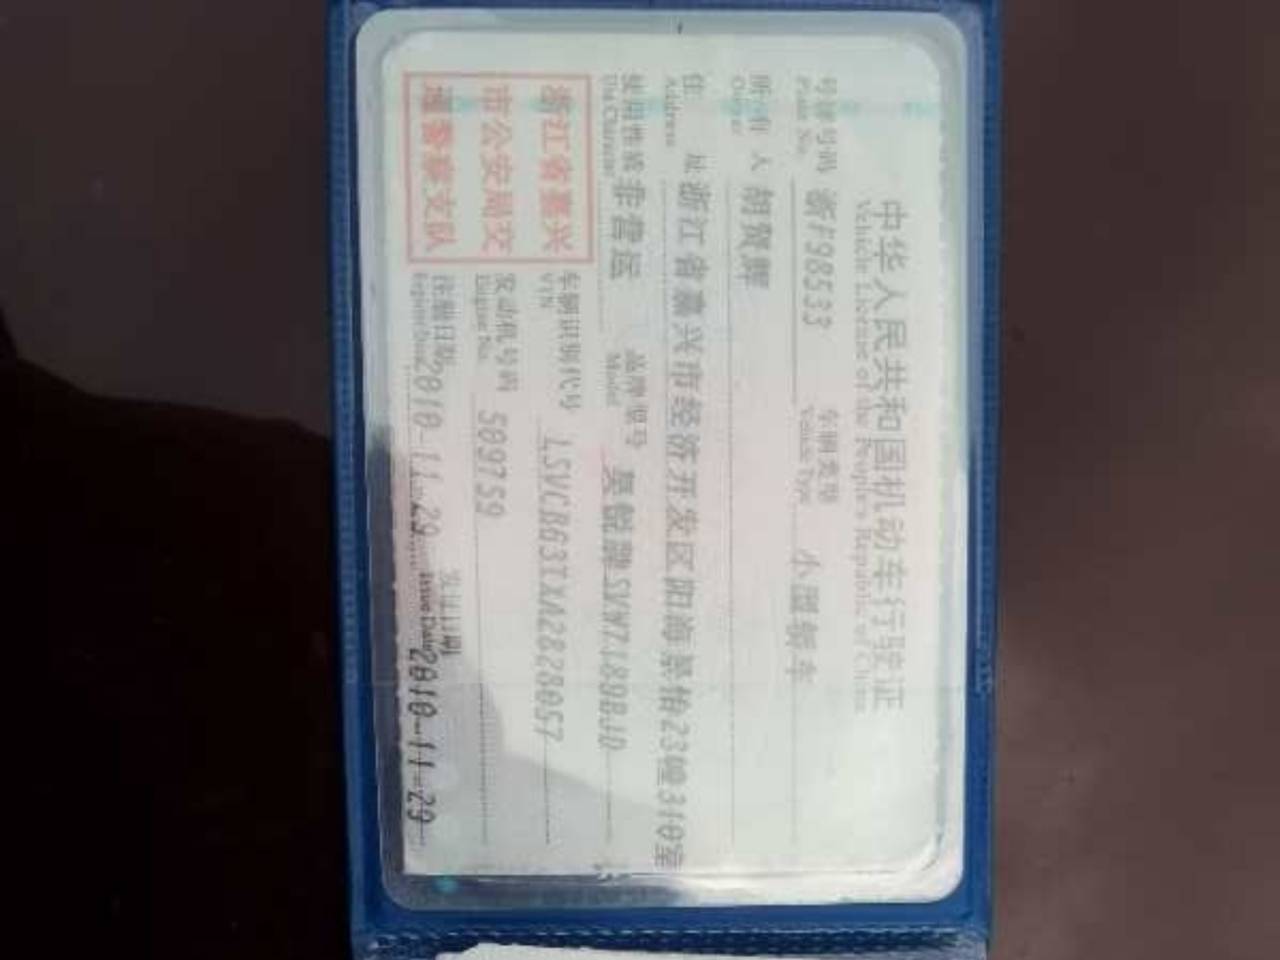 中华人民共和国机动车行驶证
Vehicle License of the People's Republic of China
号牌号码 浙F98533 车辆类型 小型轿车
Plate No. Vehicle Type
所有人 胡贺辉
Owner
住址 浙江省嘉兴市经济开发区阳海景怡23幢310室
Address
使用性质 非营运 品牌型号 昊锐牌SVW7189BJD
Use Character Model
浙江省嘉兴
市公安局交
通警察支队
车辆识别代号 LSVCB63TXA2828057
VIN
发动机号码 509759
Engine No.
注册日期 2010-11-29 发证日期 2010-11-29
Register Date Issue Date